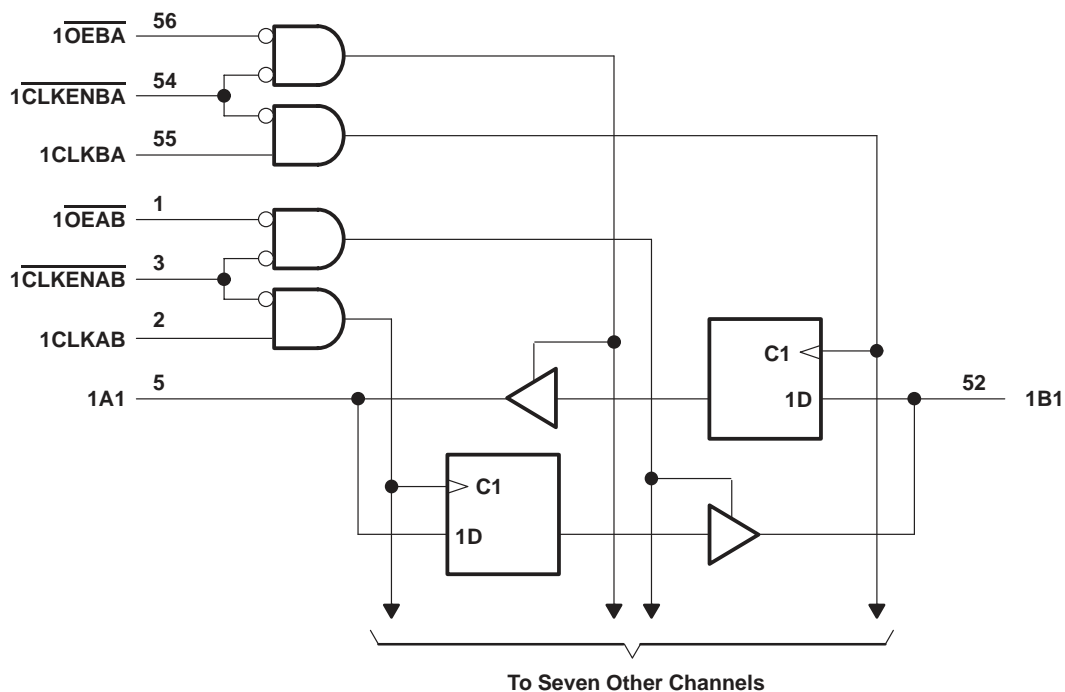 1OEBA 56
1CLKENBA 54
1CLKBA 55
1OEAB 1
1CLKENAB 3
1CLKAB 2
1A1 5
C1
1D
52 1B1
C1
1D
To Seven Other Channels